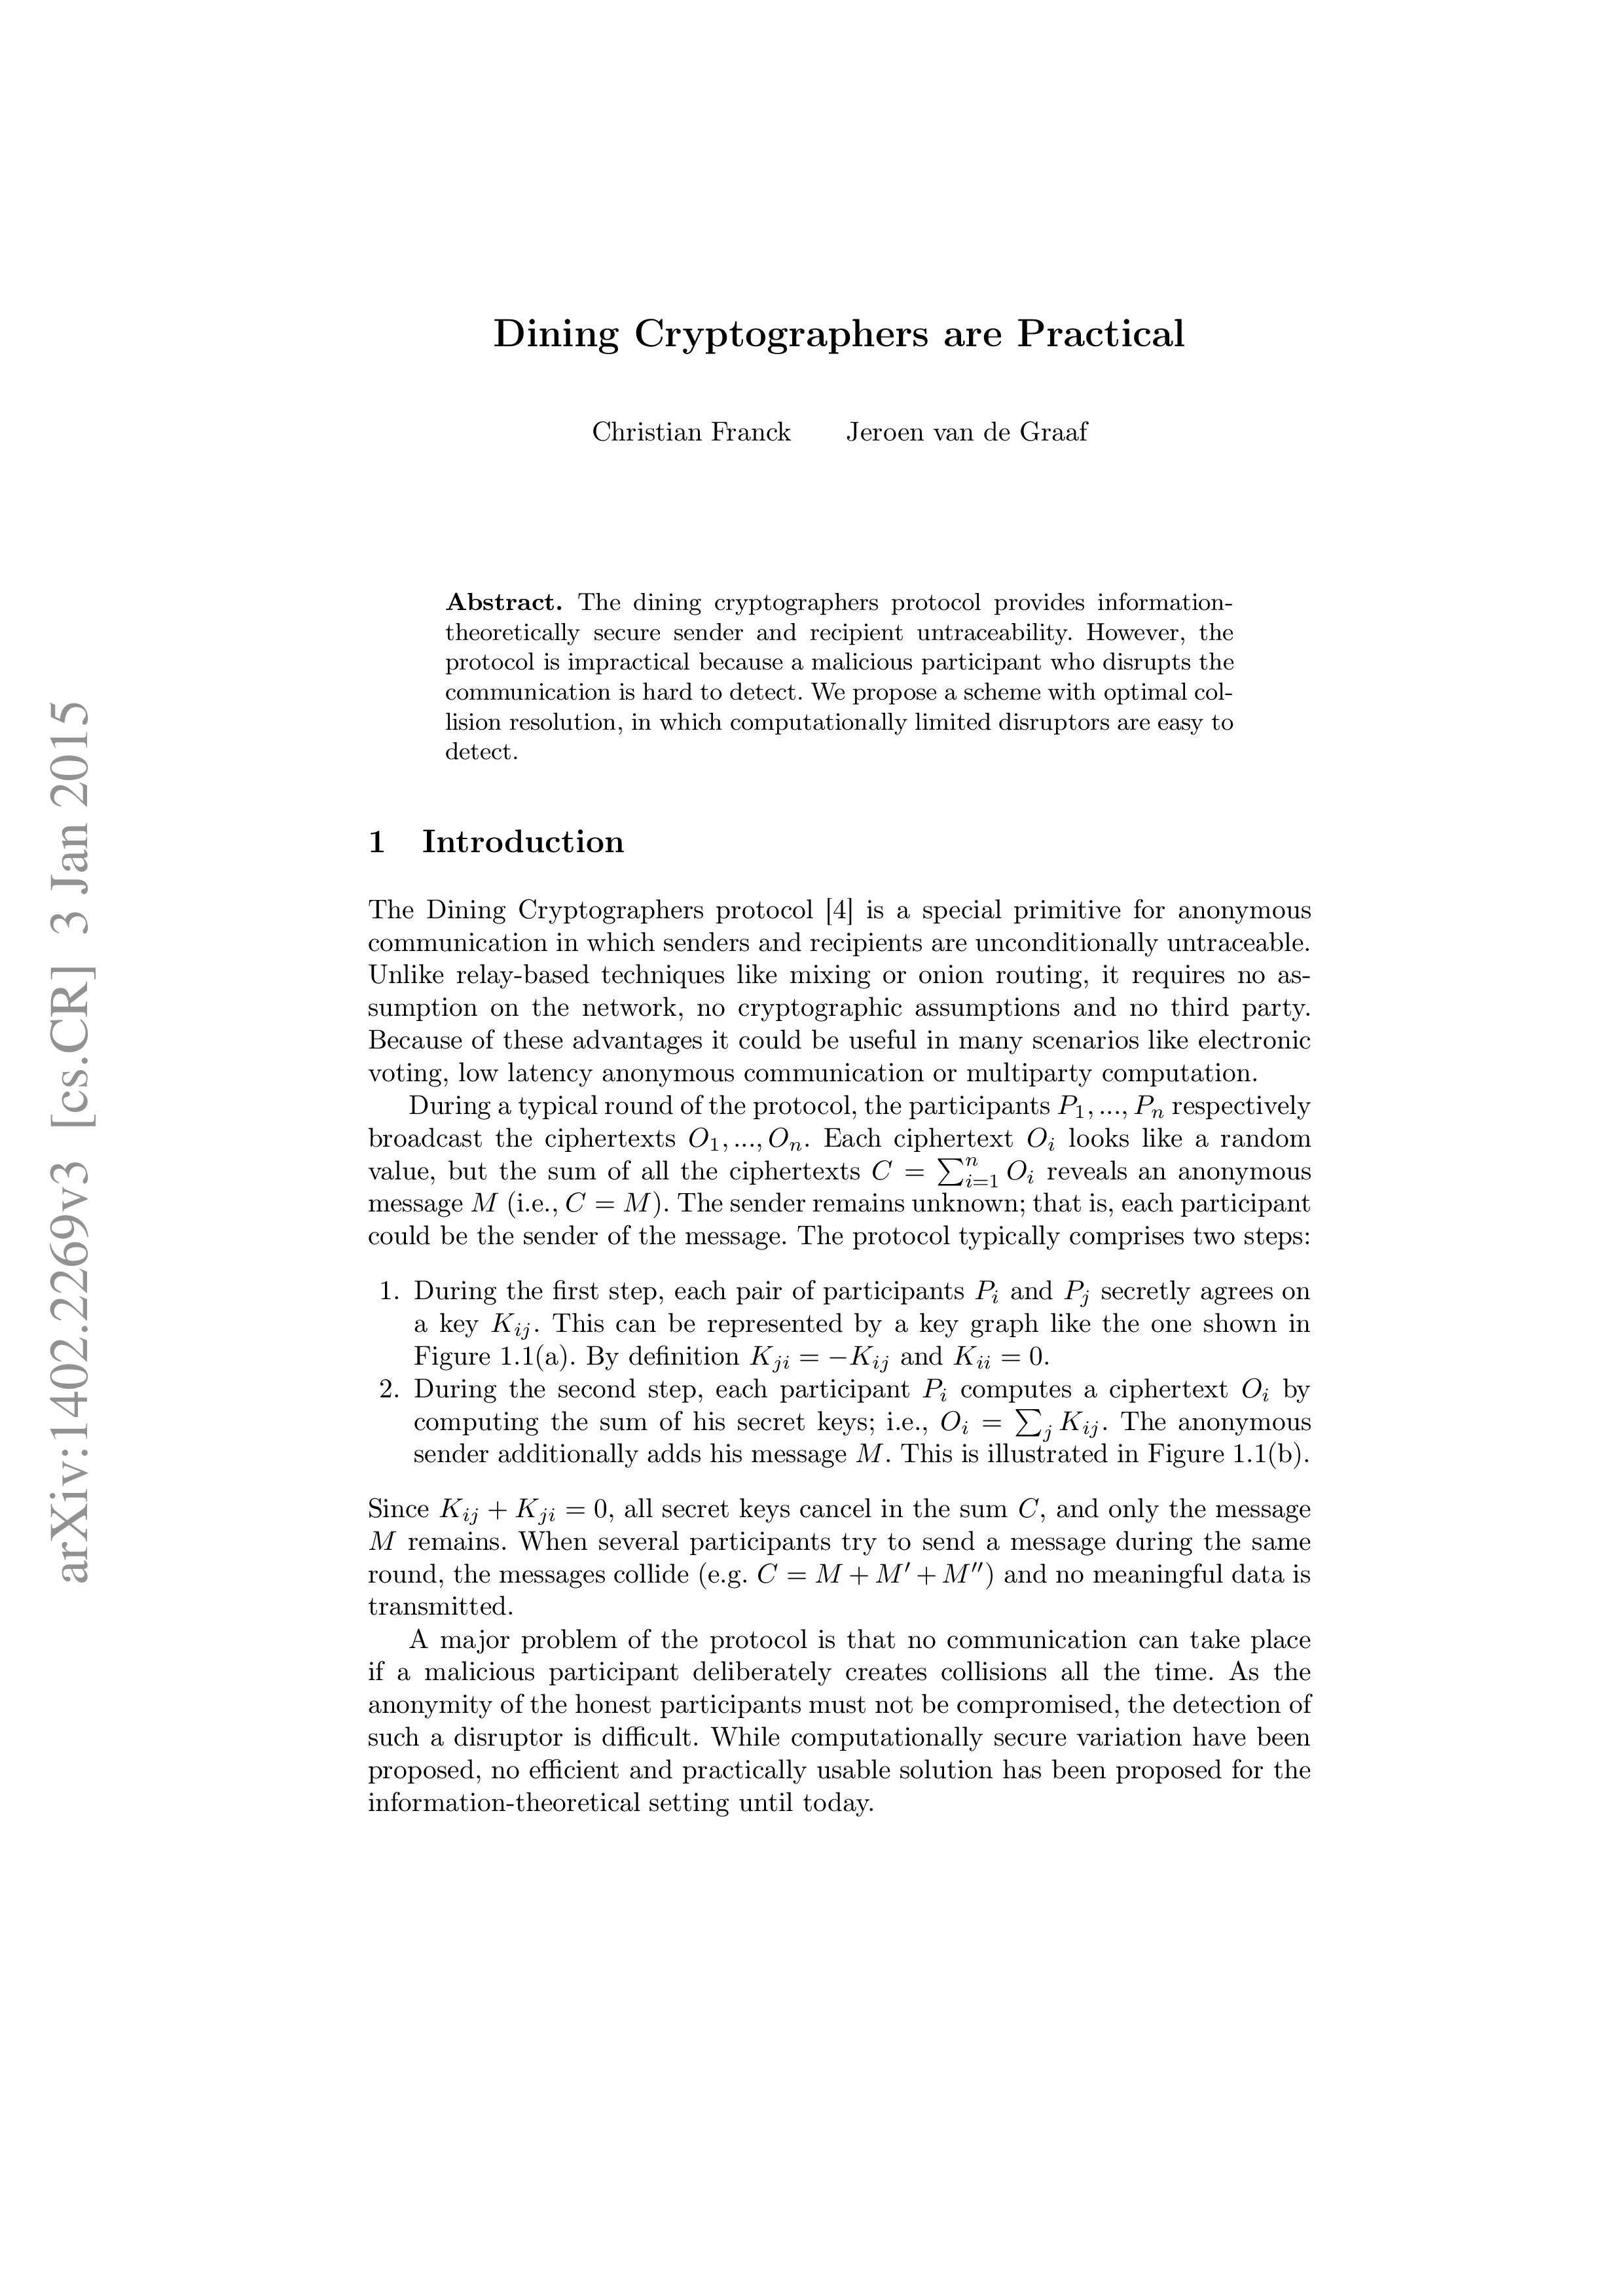 Dining Cryptographers are Practical
Christian Franck Jeroen van de Graaf
Abstract. The dining cryptographers protocol provides information-
theoretically secure sender and recipient untraceability. However, the
protocol is impractical because a malicious participant who disrupts the
communication is hard to detect. We propose a scheme with optimal col-
lision resolution, in which computationally limited disruptors are easy to
detect.
1 Introduction
The Dining Cryptographers protocol [4] is a special primitive for anonymous
communication in which senders and recipients are unconditionally untraceable.
Unlike relay-based techniques like mixing or onion routing, it requires no as-
sumption on the network, no cryptographic assumptions and no third party.
Because of these advantages it could be useful in many scenarios like electronic
voting, low latency anonymous communication or multiparty computation.
During a typical round of the protocol, the participants $P_1, ..., P_n$ respectively
broadcast the ciphertexts $O_1, ..., O_n$. Each ciphertext $O_i$ looks like a random
value, but the sum of all the ciphertexts $C = \sum_{i=1}^{n} O_i$ reveals an anonymous
message $M$ (i.e., $C = M$). The sender remains unknown; that is, each participant
could be the sender of the message. The protocol typically comprises two steps:
1. During the first step, each pair of participants $P_i$ and $P_j$ secretly agrees on
a key $K_{ij}$. This can be represented by a key graph like the one shown in
Figure 1.1(a). By definition $K_{ji} = -K_{ij}$ and $K_{ii} = 0$.
2. During the second step, each participant $P_i$ computes a ciphertext $O_i$ by
computing the sum of his secret keys; i.e., $O_i = \sum_j K_{ij}$. The anonymous
sender additionally adds his message $M$. This is illustrated in Figure 1.1(b).
Since $K_{ij} + K_{ji} = 0$, all secret keys cancel in the sum $C$, and only the message
$M$ remains. When several participants try to send a message during the same
round, the messages collide (e.g. $C = M + M' + M''$) and no meaningful data is
transmitted.
A major problem of the protocol is that no communication can take place
if a malicious participant deliberately creates collisions all the time. As the
anonymity of the honest participants must not be compromised, the detection of
such a disruptor is difficult. While computationally secure variation have been
proposed, no efficient and practically usable solution has been proposed for the
information-theoretical setting until today.
arXiv:1402.2269v3 [cs.CR] 3 Jan 2015